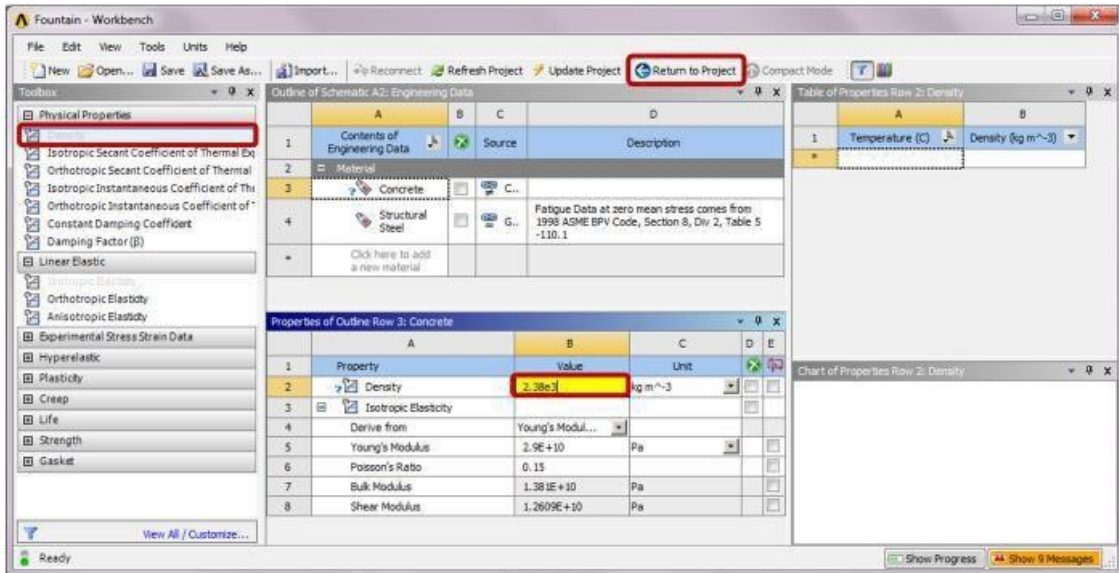 Fountain - Workbench
File Edit View Tools Units Help
New Open... Save Save As... Import... Reconnect Refresh Project Update Project Return to Project Compact Mode
Toolbox
Physical Properties
Density
Isotropic Secant Coefficient of Thermal Exp
Orthotropic Secant Coefficient of Thermal
Isotropic Instantaneous Coefficient of The
Orthotropic Instantaneous Coefficient of T
Constant Damping Coefficient
Damping Factor (β)
Linear Elastic
Isotropic Elasticity
Orthotropic Elasticity
Anisotropic Elasticity
Experimental Stress Strain Data
Hyperelastic
Plasticity
Creep
Life
Strength
Gasket
View All / Customize...
Outline of Schematic A2: Engineering Data
A B C D
1 Contents of Engineering Data Source Description
2 Material
3 Concrete C..
4 Structural Steel G.. Fatigue Data at zero mean stress comes from
1998 ASME BPV Code, Section 8, Div 2, Table 5
-110.1
* Click here to add
a new material
Properties of Outline Row 3: Concrete
A B C D E
1 Property Value Unit
2 Density 2.38e3 kg m^-3
3 Isotropic Elasticity
4 Derive from Young's Modul...
5 Young's Modulus 2.9E+10 Pa
6 Poisson's Ratio 0.15
7 Bulk Modulus 1.381E+10 Pa
8 Shear Modulus 1.2609E+10 Pa
Table of Properties Row 2: Density
A B
1 Temperature (C) Density (kg m^-3)
*
Chart of Properties Row 2: Density
Ready
Show Progress Show 9 Messages